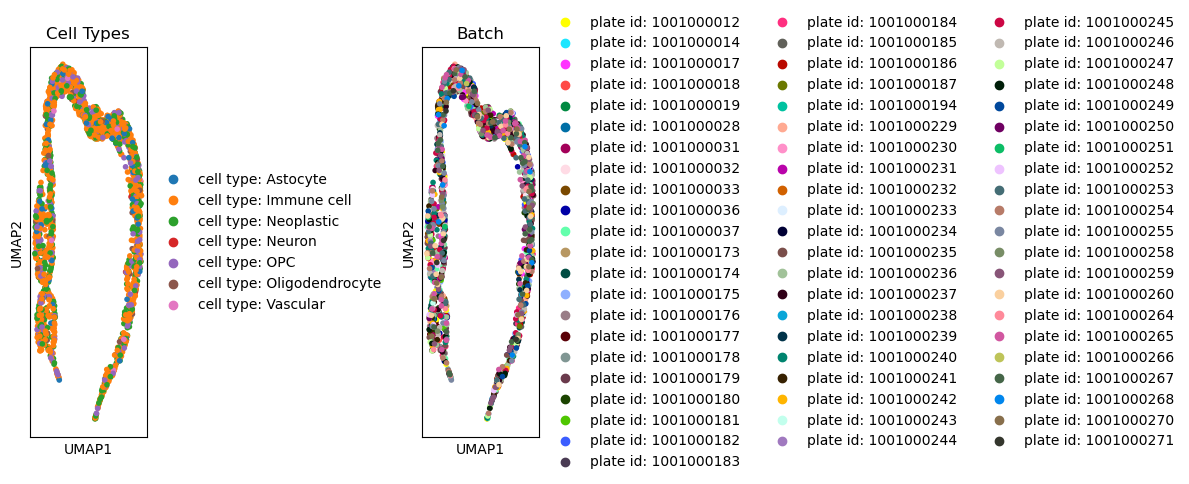 Cell Types
UMAP2
UMAP1
cell type: Astocyte
cell type: Immune cell
cell type: Neoplastic
cell type: Neuron
cell type: OPC
cell type: Oligodendrocyte
cell type: Vascular
Batch
UMAP2
UMAP1
plate id: 1001000012
plate id: 1001000014
plate id: 1001000017
plate id: 1001000018
plate id: 1001000019
plate id: 1001000028
plate id: 1001000031
plate id: 1001000032
plate id: 1001000033
plate id: 1001000036
plate id: 1001000037
plate id: 1001000173
plate id: 1001000174
plate id: 1001000175
plate id: 1001000176
plate id: 1001000177
plate id: 1001000178
plate id: 1001000179
plate id: 1001000180
plate id: 1001000181
plate id: 1001000182
plate id: 1001000183
plate id: 1001000184
plate id: 1001000185
plate id: 1001000186
plate id: 1001000187
plate id: 1001000194
plate id: 1001000229
plate id: 1001000230
plate id: 1001000231
plate id: 1001000232
plate id: 1001000233
plate id: 1001000234
plate id: 1001000235
plate id: 1001000236
plate id: 1001000237
plate id: 1001000238
plate id: 1001000239
plate id: 1001000240
plate id: 1001000241
plate id: 1001000242
plate id: 1001000243
plate id: 1001000244
plate id: 1001000245
plate id: 1001000246
plate id: 1001000247
plate id: 1001000248
plate id: 1001000249
plate id: 1001000250
plate id: 1001000251
plate id: 1001000252
plate id: 1001000253
plate id: 1001000254
plate id: 1001000255
plate id: 1001000258
plate id: 1001000259
plate id: 1001000260
plate id: 1001000264
plate id: 1001000265
plate id: 1001000266
plate id: 1001000267
plate id: 1001000268
plate id: 1001000270
plate id: 1001000271